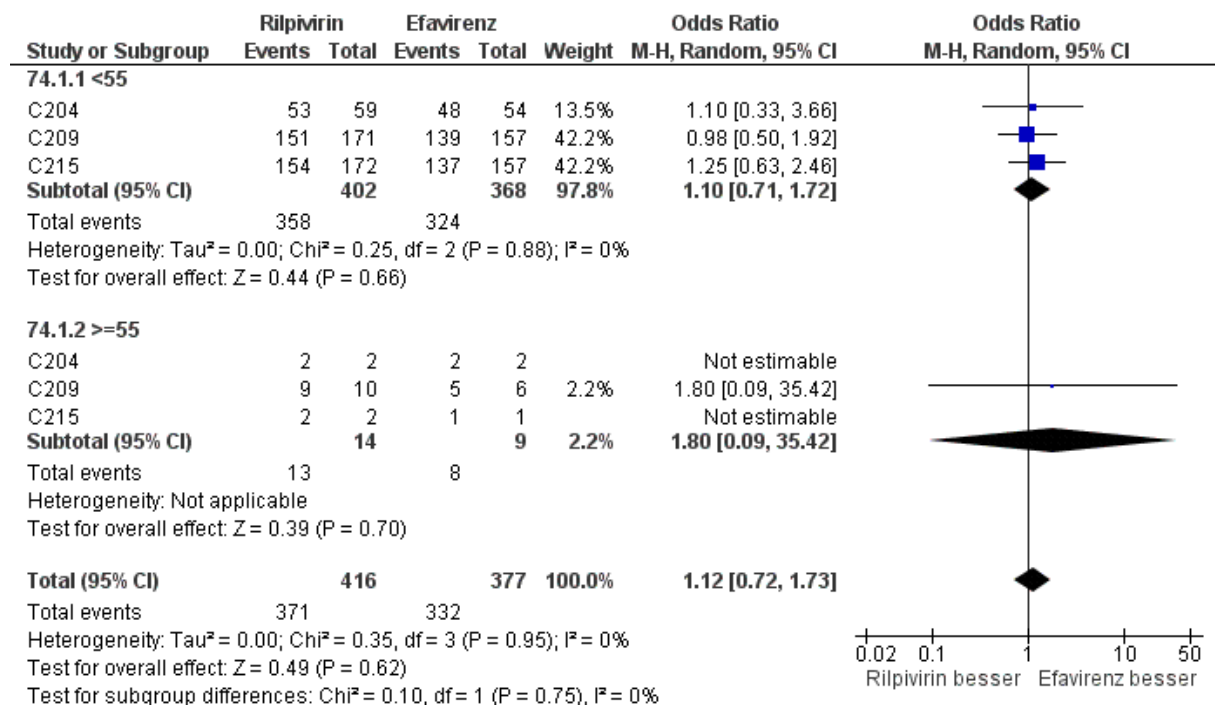 Rilpivirin Efavirenz Odds Ratio Odds Ratio
Study or Subgroup Events Total Events Total Weight M-H, Random, 95% CI M-H, Random, 95% CI
74.1.1 <55
C204 53 59 48 54 13.5% 1.10 [0.33, 3.66]
C209 151 171 139 157 42.2% 0.98 [0.50, 1.92]
C215 154 172 137 157 42.2% 1.25 [0.63, 2.46]
Subtotal (95% CI) 402 368 97.8% 1.10 [0.71, 1.72]
Total events 358 324
Heterogeneity: Tau² = 0.00; Chi² = 0.25, df = 2 (P = 0.88); I² = 0%
Test for overall effect: Z = 0.44 (P = 0.66)
74.1.2 >=55
C204 2 2 2 2 Not estimable
C209 9 10 5 6 2.2% 1.80 [0.09, 35.42]
C215 2 2 1 1 Not estimable
Subtotal (95% CI) 14 9 2.2% 1.80 [0.09, 35.42]
Total events 13 8
Heterogeneity: Not applicable
Test for overall effect: Z = 0.39 (P = 0.70)
Total (95% CI) 416 377 100.0% 1.12 [0.72, 1.73]
Total events 371 332
Heterogeneity: Tau² = 0.00; Chi² = 0.35, df = 3 (P = 0.95); I² = 0%
Test for overall effect: Z = 0.49 (P = 0.62)
Test for subgroup differences: Chi² = 0.10, df = 1 (P = 0.75), I² = 0%
0.02 0.1 1 10 50
Rilpivirin besser Efavirenz besser